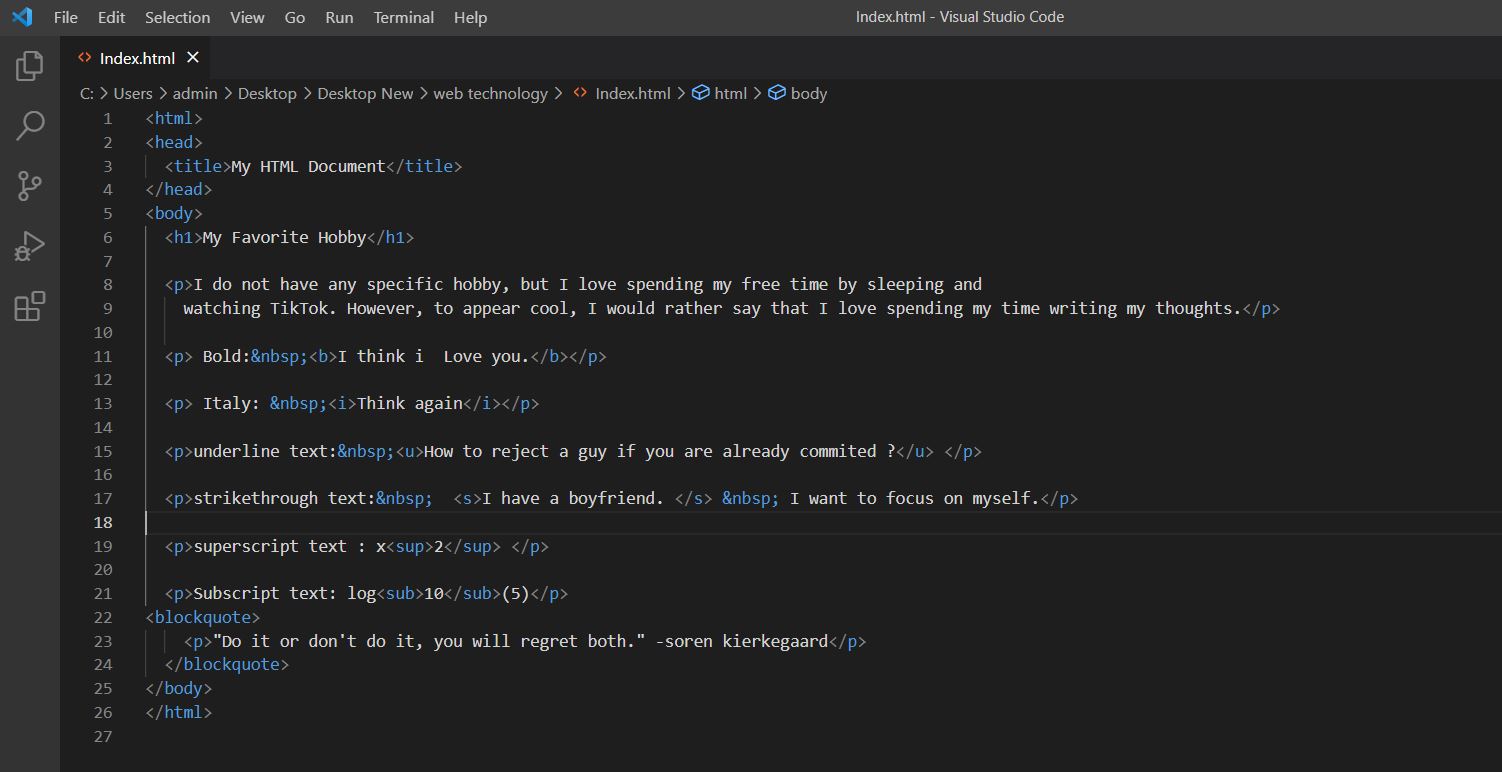 File Edit Selection View Go Run Terminal Help Index.html - Visual Studio Code
Index.html
C: > Users > admin > Desktop > Desktop New > web technology > Index.html > html > body
1 <html>
2 <head>
3 <title>My HTML Document</title>
4 </head>
5 <body>
6 <h1>My Favorite Hobby</h1>
7
8 <p>I do not have any specific hobby, but I love spending my free time by sleeping and
9 watching TikTok. However, to appear cool, I would rather say that I love spending my time writing my thoughts.</p>
10
11 <p> Bold:&nbsp;<b>I think i  Love you.</b></p>
12
13 <p> Italy: &nbsp;<i>Think again</i></p>
14
15 <p>underline text:&nbsp;<u>How to reject a guy if you are already commited ?</u> </p>
16
17 <p>strikethrough text:&nbsp;  <s>I have a boyfriend. </s> &nbsp; I want to focus on myself.</p>
18
19 <p>superscript text : x<sup>2</sup> </p>
20
21 <p>Subscript text: log<sub>10</sub>(5)</p>
22 <blockquote>
23 <p>"Do it or don't do it, you will regret both." -soren kierkegaard</p>
24 </blockquote>
25 </body>
26 </html>
27